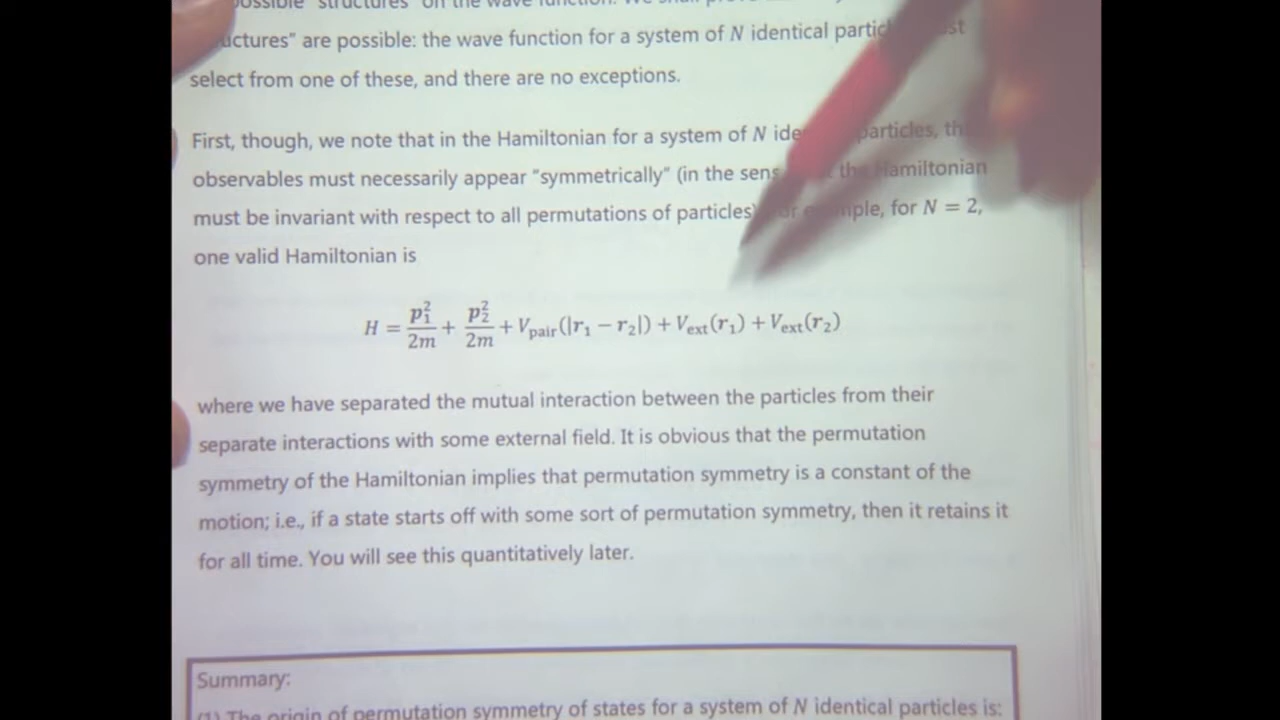 structures" on the wave function. We shall
are possible: the wave function for a system of N identical
select from one of these, and there are no exceptions.
First, though, we note that in the Hamiltonian for a system of N particles,
observables must necessarily appear "symmetrically" (in the the Hamiltonian
must be invariant with respect to all permutations of particles) for N = 2,
one valid Hamiltonian is
H = p₁²/2m + p₂²/2m + V_pair(|r₁ − r₂|) + V_ext(r₁) + V_ext(r₂)
where we have separated the mutual interaction between the particles from their
separate interactions with some external field. It is obvious that the permutation
symmetry of the Hamiltonian implies that permutation symmetry is a constant of the
motion; i.e., if a state starts off with some sort of permutation symmetry, then it retains it
for all time. You will see this quantitatively later.
Summary:
(1) The origin of permutation symmetry of states for a system of N identical particles is: